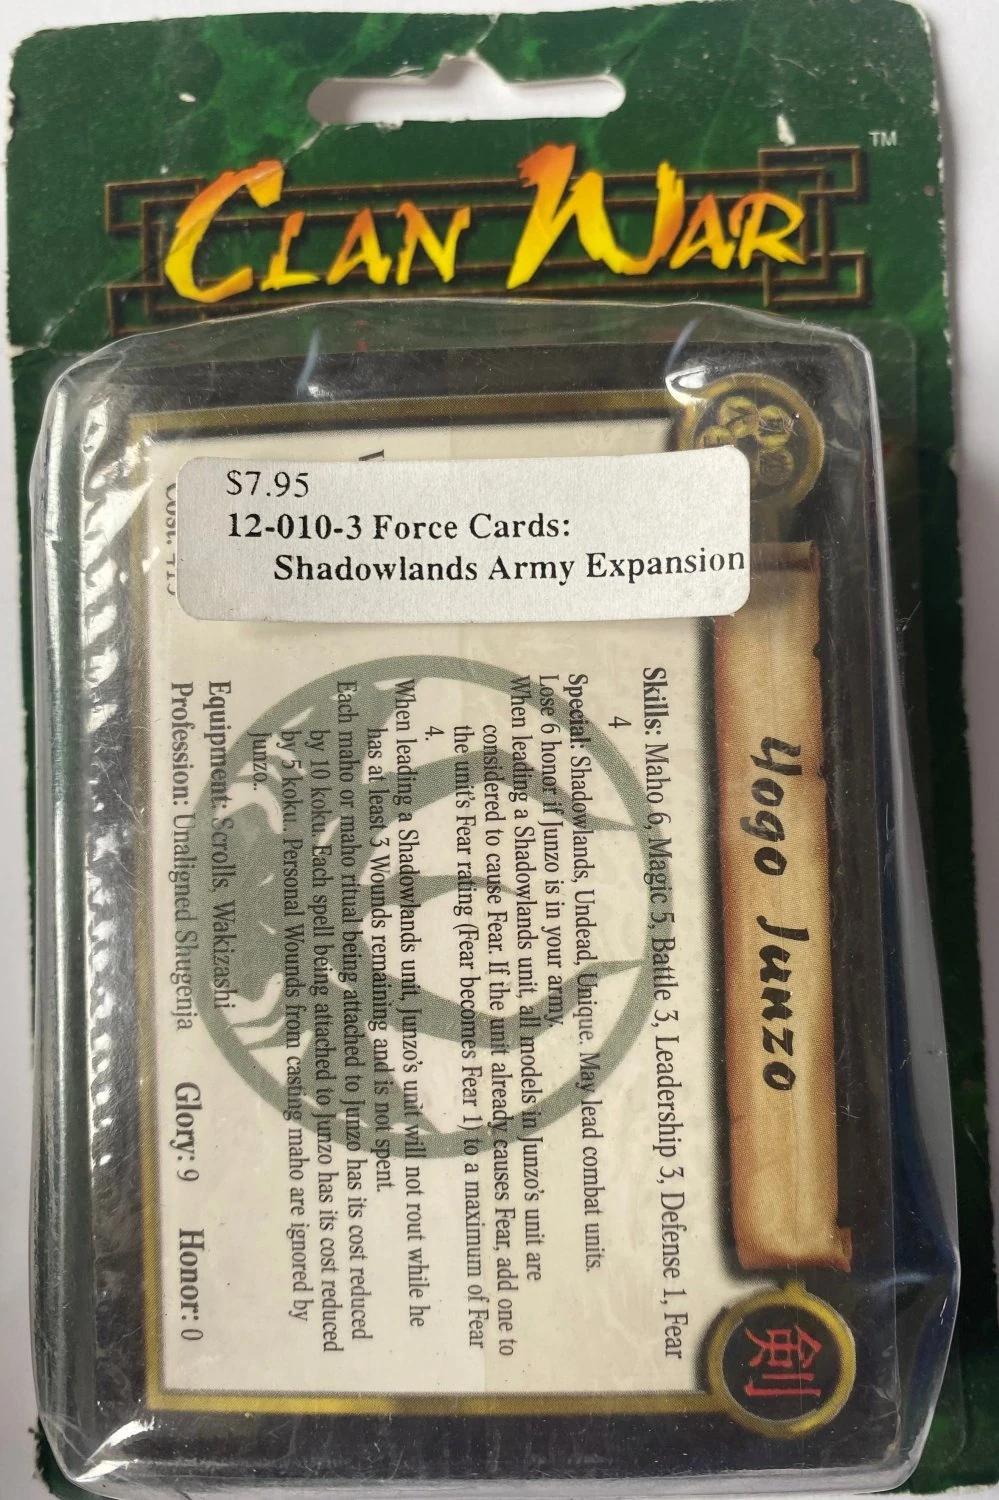 CLAN WAR
TM
$7.95
12-010-3 Force Cards:
Shadowlands Army Expansion
Yogo Junzo
剣
Skills: Maho 6, Magic 5, Battle 3, Leadership 3, Defense 1, Fear
4
Special: Shadowlands, Undead, Unique. May lead combat units.
Lose 6 honor if Junzo is in your army.
When leading a Shadowlands unit, all models in Junzo's unit are
considered to cause Fear. If the unit already causes Fear, add one to
the unit's Fear rating (Fear becomes Fear 1) to a maximum of Fear
4.
When leading a Shadowlands unit, Junzo's unit will not rout while he
has at least 3 Wounds remaining and is not spent.
Each maho or maho ritual being attached to Junzo has its cost reduced
by 10 koku. Each spell being attached to Junzo has its cost reduced
by 5 koku. Personal Wounds from casting maho are ignored by
Junzo.
Equipment: Scrolls, Wakizashi
Profession: Unaligned Shugenja Glory: 9 Honor: 0